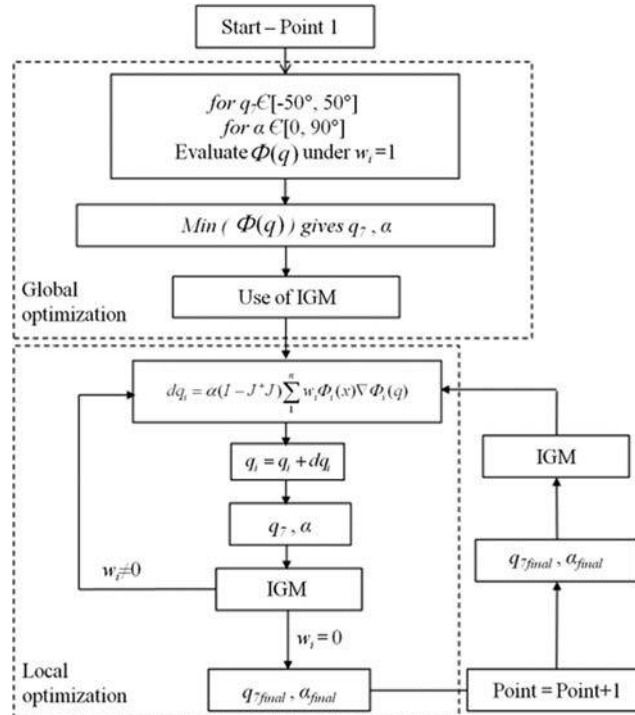 Start – Point 1
for q₇Є[-50°, 50°]
for α Є[0, 90°]
Evaluate Φ(q) under wᵢ=1
Min ( Φ(q) ) gives q₇ , α
Global
optimization
Use of IGM
dqᵢ = α(I – J⁺J)∑₁ⁿ wᵢΦᵢ(x)∇Φᵢ(q)
qᵢ = qᵢ + dqᵢ
IGM
q₇ , α
q₇final , αfinal
wᵢ≠0
IGM
wᵢ= 0
Local
optimization
q₇final , αfinal
Point = Point+1